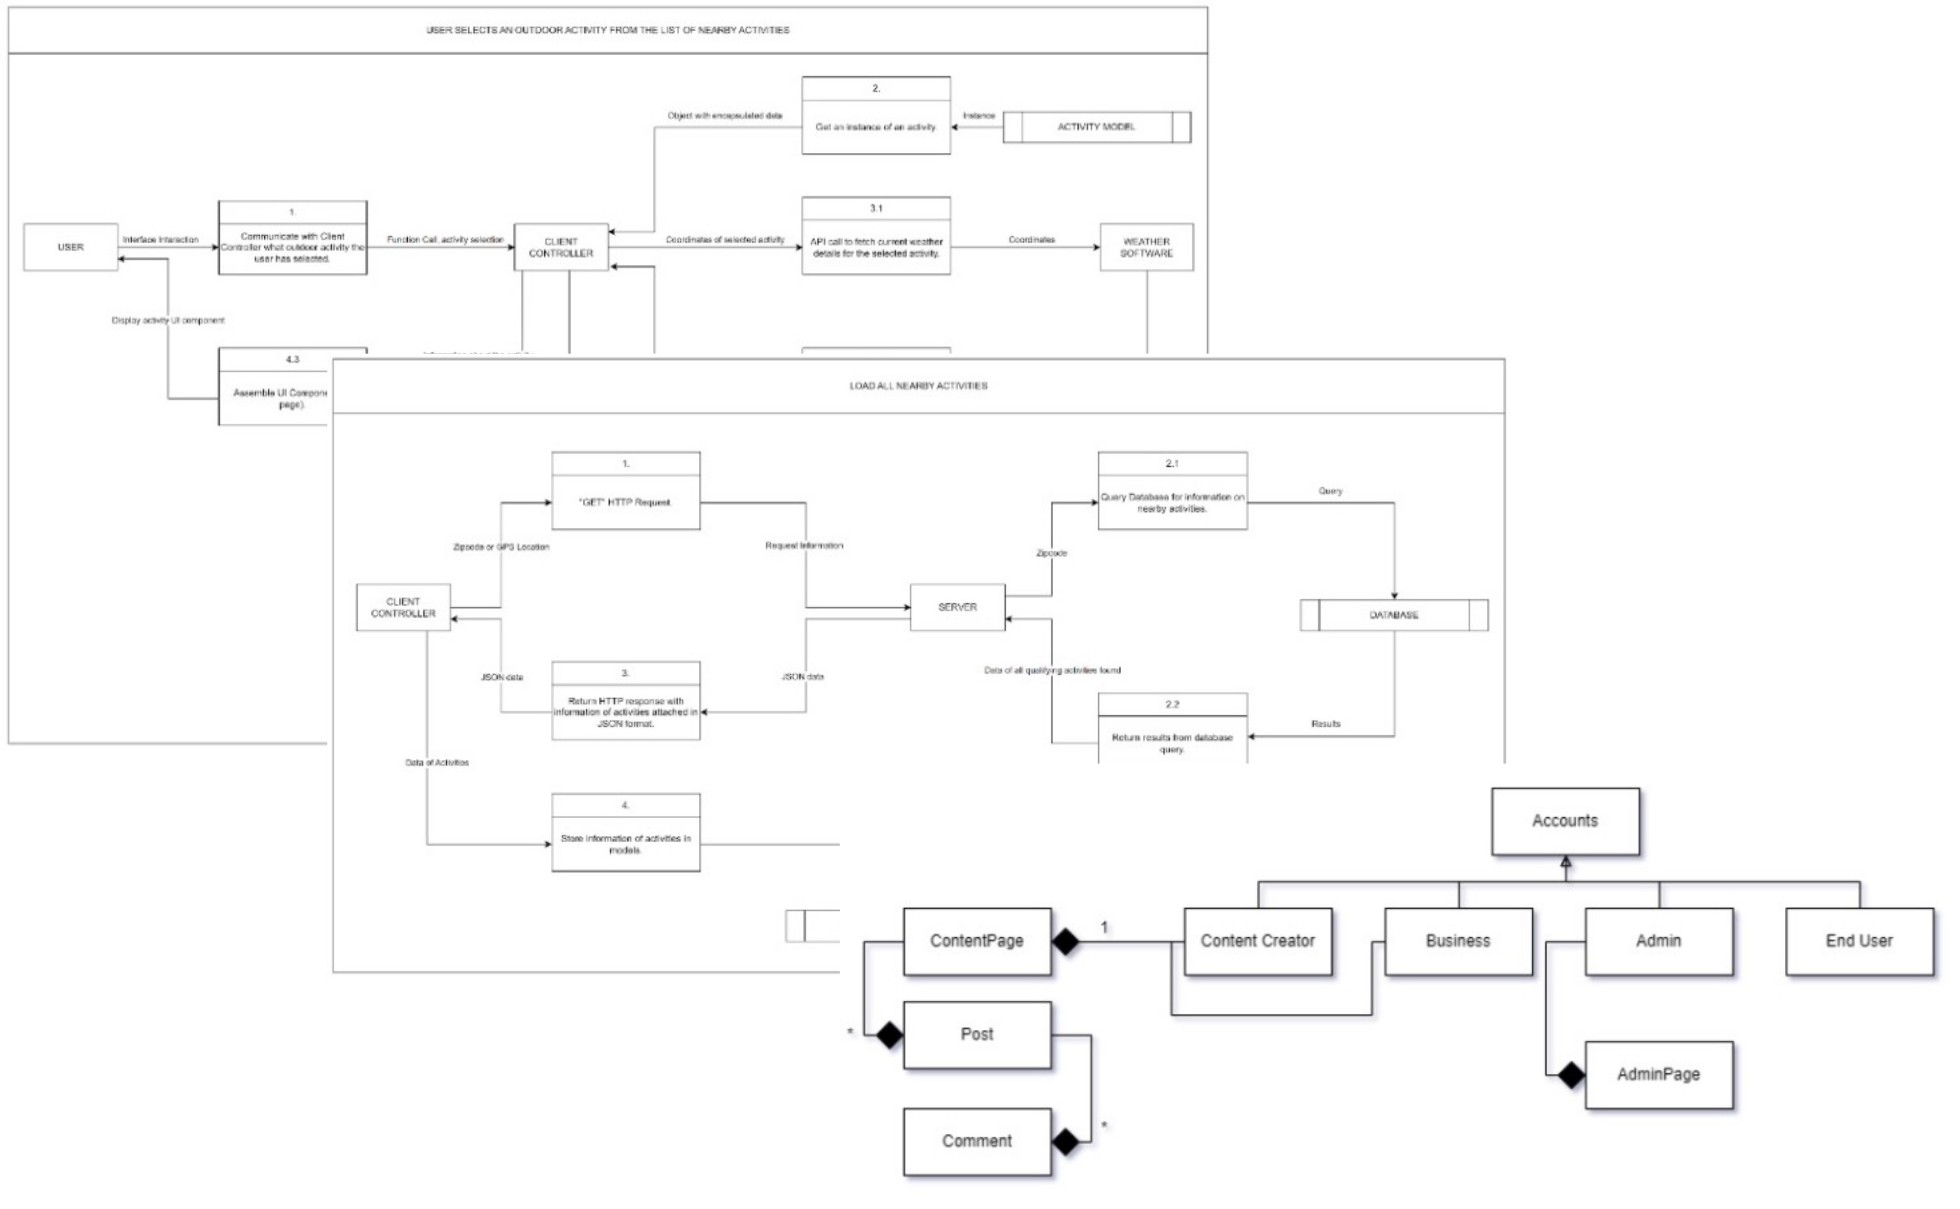 USER SELECTS AN OUTDOOR ACTIVITY FROM THE LIST OF NEARBY ACTIVITIES
2.
Object with encapsulated data
Get an instance of an activity.
Instance
ACTIVITY MODEL
1.
3.1
USER
Interface Interaction
Communicate with Client
Controller what outdoor activity the
user has selected.
Function Call, activity selection
CLIENT
CONTROLLER
Coordinates of selected activity
API call to fetch current weather
details for the selected activity.
Coordinates
WEATHER
SOFTWARE
Display activity UI component
4.3
Assemble UI Compone
page).
LOAD ALL NEARBY ACTIVITIES
1.
"GET" HTTP Request
2.1
Query Database for information on
nearby activities.
Query
Zipcode or GPS Location
Request Information
Zipcode
CLIENT
CONTROLLER
SERVER
DATABASE
JSON data
3.
Return HTTP response with
information of activities attached in
JSON format.
JSON data
Data of all qualifying activities found
2.2
Return results from database
query.
Results
Data of Activities
4.
Store information of activities in
models.
Accounts
ContentPage
1
Content Creator
Business
Admin
End User
*
Post
AdminPage
Comment
*